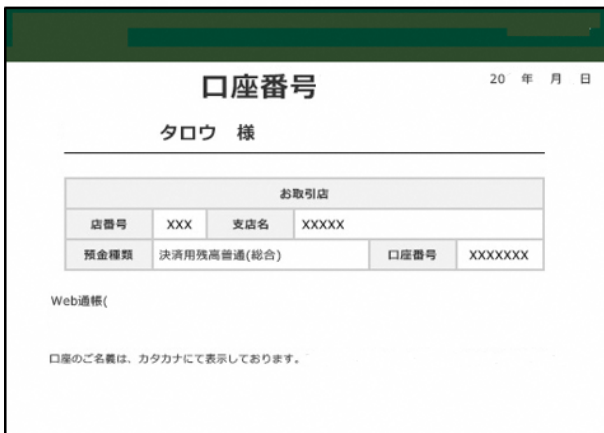 口座番号
20 年 月 日
タロウ 様
お取引店
店番号 XXX 支店名 XXXXX
預金種類 決済用残高普通(総合) 口座番号 XXXXXXX
Web通帳(
口座のご名義は、カタカナにて表示しております。